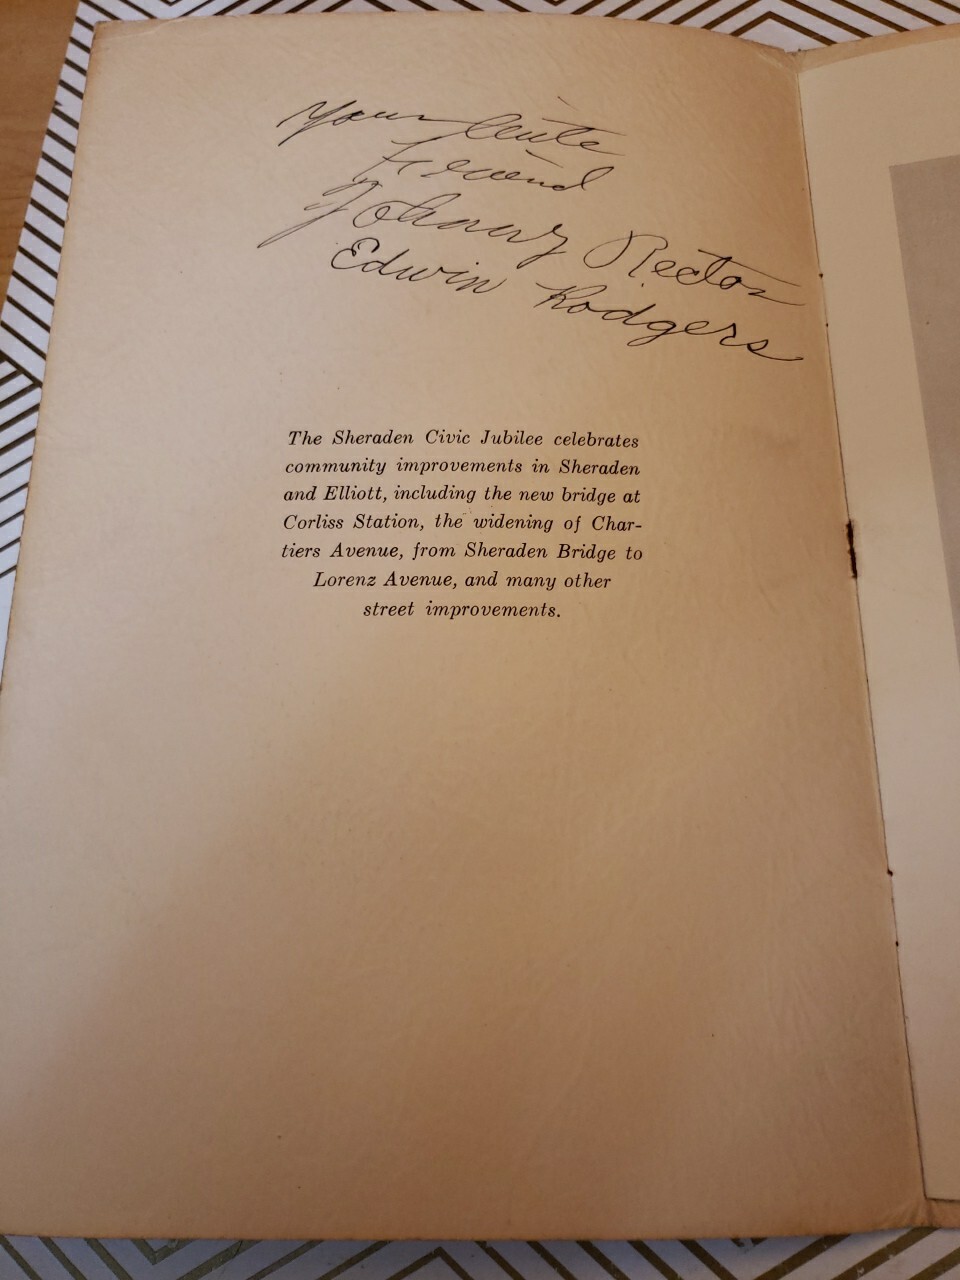 Your cute
Friend
Johnny Rector
Edwin Rodgers
The Sheraden Civic Jubilee celebrates
community improvements in Sheraden
and Elliott, including the new bridge at
Corliss Station, the widening of Char-
tiers Avenue, from Sheraden Bridge to
Lorenz Avenue, and many other
street improvements.